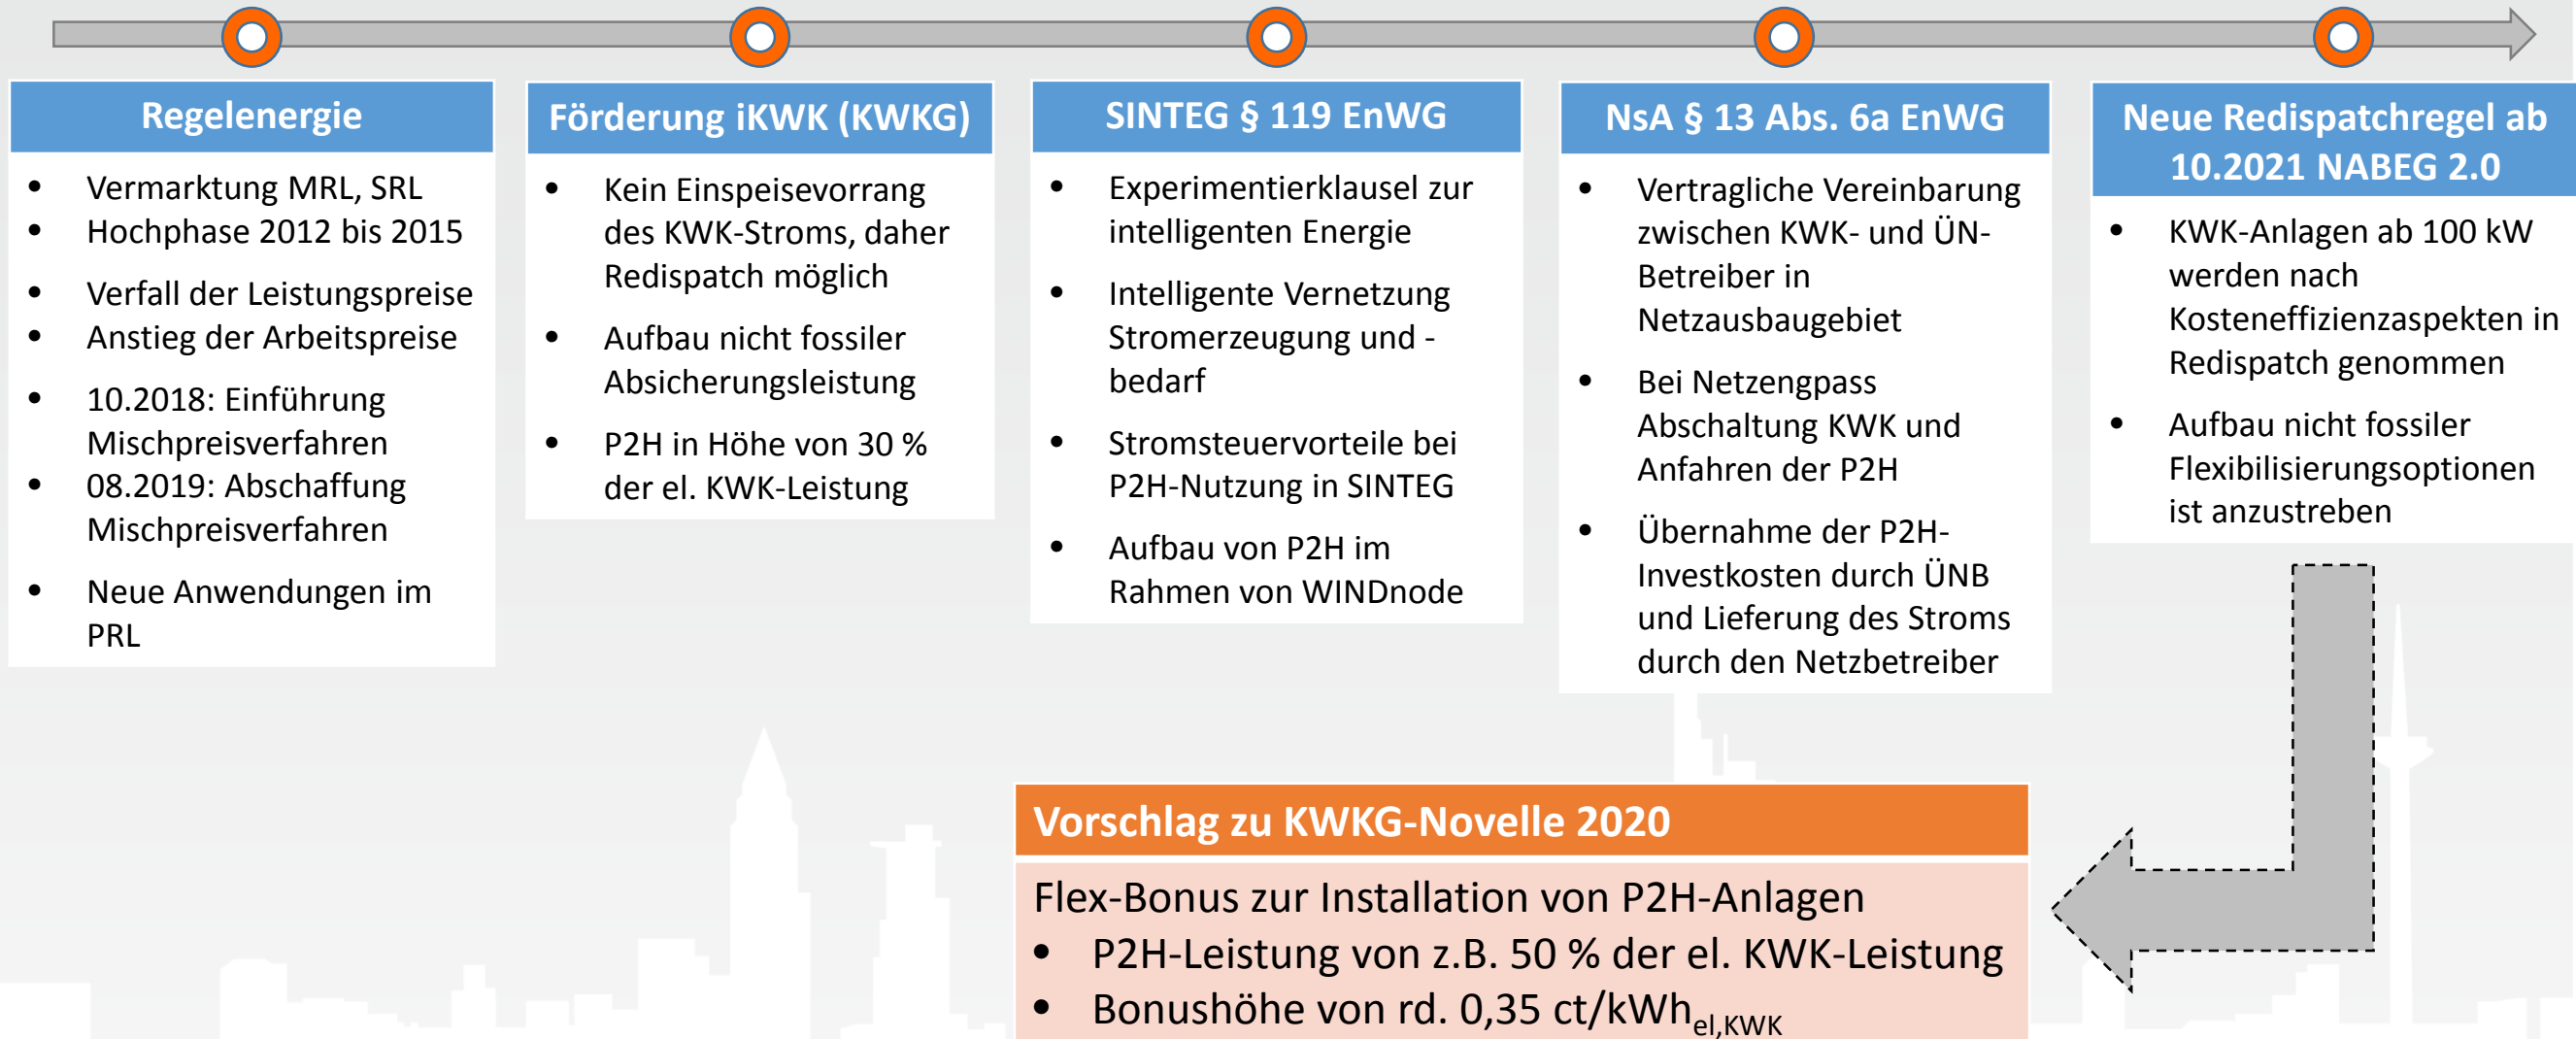 Regelenergie
• Vermarktung MRL, SRL
• Hochphase 2012 bis 2015
• Verfall der Leistungspreise
• Anstieg der Arbeitspreise
• 10.2018: Einführung
Mischpreisverfahren
• 08.2019: Abschaffung
Mischpreisverfahren
• Neue Anwendungen im
PRL
Förderung iKWK (KWKG)
• Kein Einspeisevorrang
des KWK-Stroms, daher
Redispatch möglich
• Aufbau nicht fossiler
Absicherungsleistung
• P2H in Höhe von 30 %
der el. KWK-Leistung
SINTEG § 119 EnWG
• Experimentierklausel zur
intelligenten Energie
• Intelligente Vernetzung
Stromerzeugung und -
bedarf
• Stromsteuervorteile bei
P2H-Nutzung in SINTEG
• Aufbau von P2H im
Rahmen von WINDnode
NsA § 13 Abs. 6a EnWG
• Vertragliche Vereinbarung
zwischen KWK- und ÜN-
Betreiber in
Netzausbaugebiet
• Bei Netzengpass
Abschaltung KWK und
Anfahren der P2H
• Übernahme der P2H-
Investkosten durch ÜNB
und Lieferung des Stroms
durch den Netzbetreiber
Neue Redispatchregel ab
10.2021 NABEG 2.0
• KWK-Anlagen ab 100 kW
werden nach
Kosteneffizienzaspekten in
Redispatch genommen
• Aufbau nicht fossiler
Flexibilisierungsoptionen
ist anzustreben
Vorschlag zu KWKG-Novelle 2020
Flex-Bonus zur Installation von P2H-Anlagen
• P2H-Leistung von z.B. 50 % der el. KWK-Leistung
• Bonushöhe von rd. 0,35 ct/kWhel,KWK